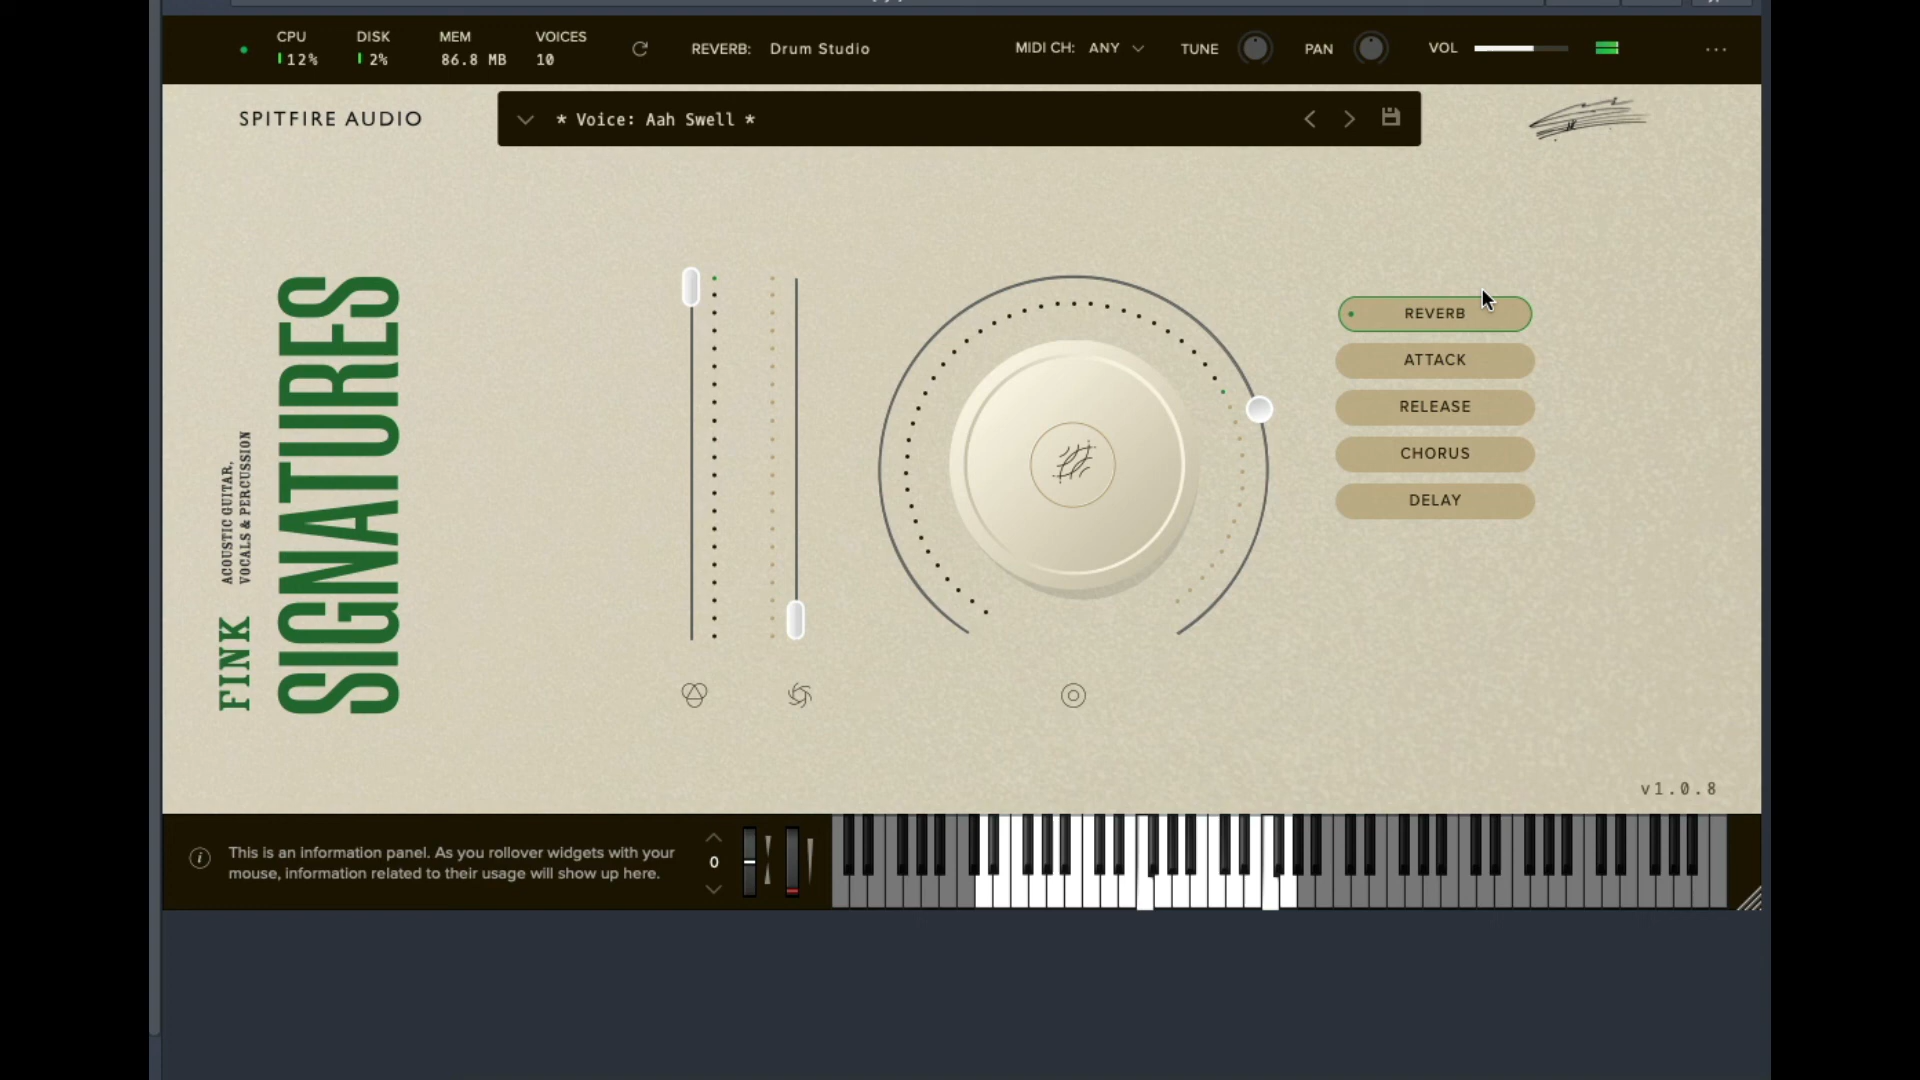 CPU
12%
DISK
2%
MEM
86.8 MB
VOICES
10
REVERB: Drum Studio
MIDI CH: ANY
TUNE
PAN
VOL
SPITFIRE AUDIO
* Voice: Aah Swell *
FINK
ACOUSTIC GUITAR,
VOCALS & PERCUSSION
SIGNATURES
REVERB
ATTACK
RELEASE
CHORUS
DELAY
v1.0.8
This is an information panel. As you rollover widgets with your
mouse, information related to their usage will show up here.
0